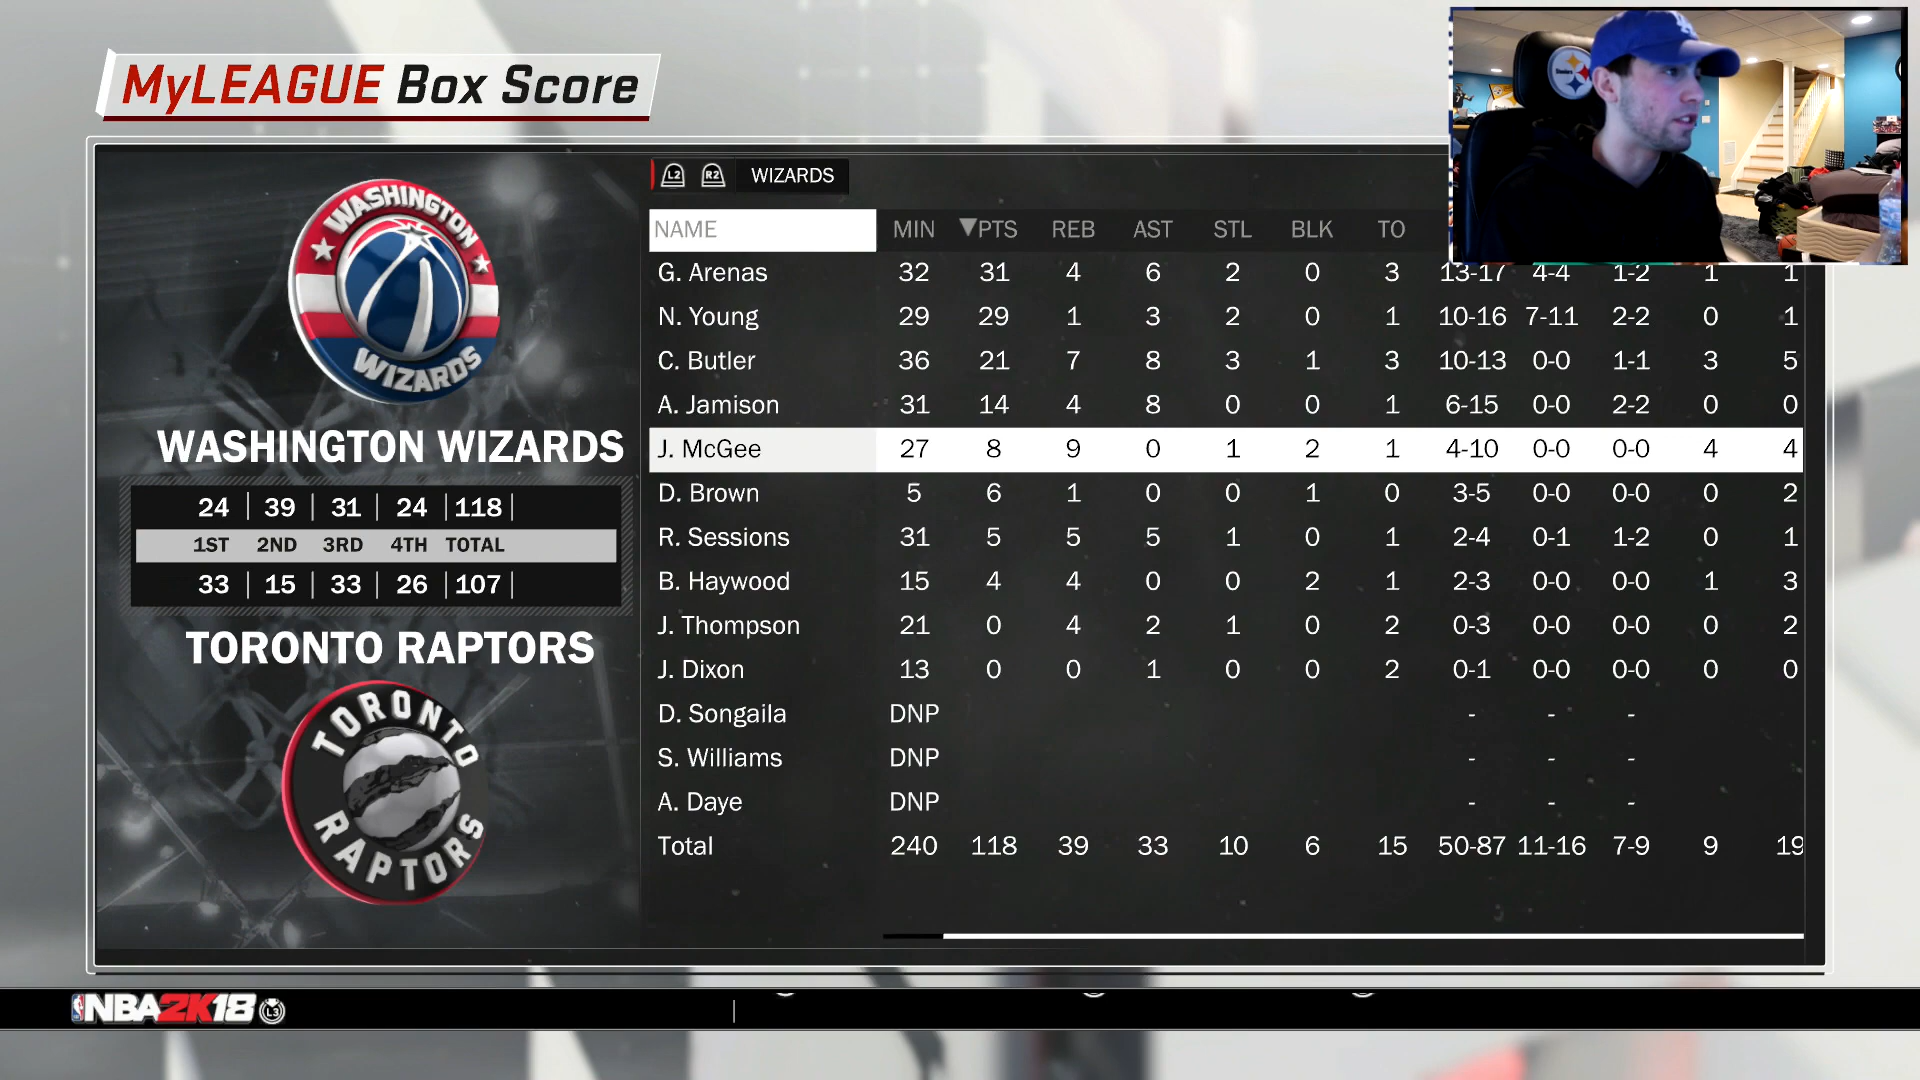 MyLEAGUE Box Score
WASHINGTON
WIZARDS
WASHINGTON WIZARDS
24 | 39 | 31 | 24 | 118 |
1ST 2ND 3RD 4TH TOTAL
33 | 15 | 33 | 26 | 107 |
TORONTO RAPTORS
TORONTO
RAPTORS
L2 R2 WIZARDS
NAME MIN PTS REB AST STL BLK TO
G. Arenas 32 31 4 6 2 0 3 13-17 4-4 1-2 1 1
N. Young 29 29 1 3 2 0 1 10-16 7-11 2-2 0 1
C. Butler 36 21 7 8 3 1 3 10-13 0-0 1-1 3 5
A. Jamison 31 14 4 8 0 0 1 6-15 0-0 2-2 0 0
J. McGee 27 8 9 0 1 2 1 4-10 0-0 0-0 4 4
D. Brown 5 6 1 0 0 1 0 3-5 0-0 0-0 0 2
R. Sessions 31 5 5 5 1 0 1 2-4 0-1 1-2 0 1
B. Haywood 15 4 4 0 0 2 1 2-3 0-0 0-0 1 3
J. Thompson 21 0 4 2 1 0 2 0-3 0-0 0-0 0 2
J. Dixon 13 0 0 1 0 0 2 0-1 0-0 0-0 0 0
D. Songaila DNP - - -
S. Williams DNP - - -
A. Daye DNP - - -
Total 240 118 39 33 10 6 15 50-87 11-16 7-9 9 19
NBA2K18 L3
Steelers